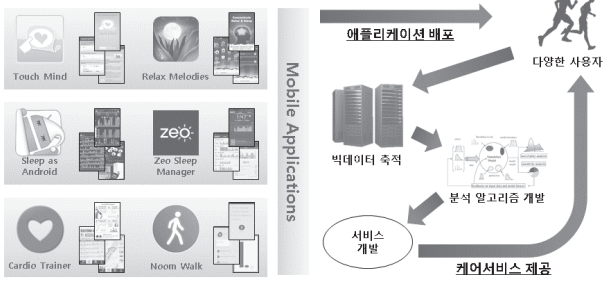 Touch Mind
Relax Melodies
Sleep as
Android
zeo
Zeo Sleep
Manager
Cardio Trainer
Noom Walk
Mobile Applications
애플리케이션 배포
다양한 사용자
빅데이터 축적
분석 알고리즘 개발
서비스
개발
케어서비스 제공